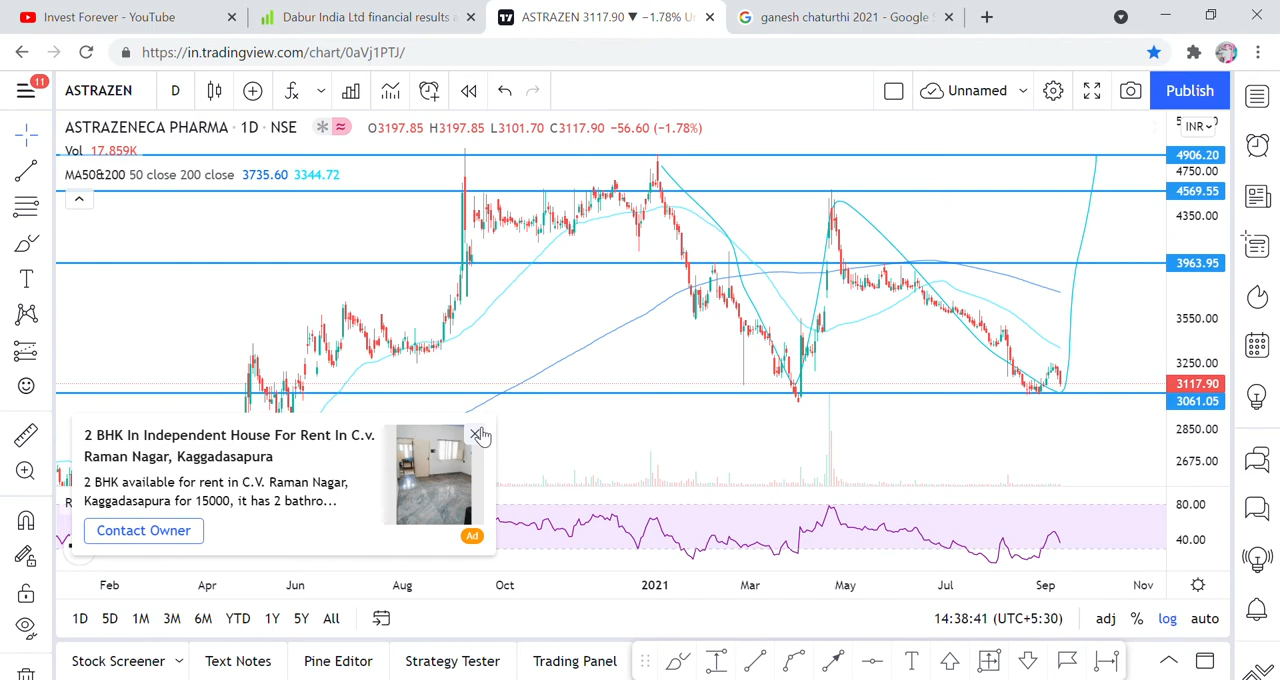 Invest Forever - YouTube
Dabur India Ltd financial results a
ASTRAZEN 3117.90 ▼ −1.78% Un
ganesh chaturthi 2021 - Google S
https://in.tradingview.com/chart/0aVj1PTJ/
11
ASTRAZEN
D
Unnamed
Publish
ASTRAZENECA PHARMA · 1D · NSE
O3197.85 H3197.85 L3101.70 C3117.90 −56.60 (−1.78%)
INR
Vol 17.859K
MA50&200 50 close 200 close 3735.60 3344.72
4906.20
4750.00
4569.55
4350.00
3963.95
3550.00
3250.00
3117.90
3061.05
2850.00
2675.00
80.00
40.00
2 BHK In Independent House For Rent In C.v.
Raman Nagar, Kaggadasapura
2 BHK available for rent in C.V. Raman Nagar,
Kaggadasapura for 15000, it has 2 bathro...
Contact Owner
Ad
Feb Apr Jun Aug Oct 2021 Mar May Jul Sep Nov
1D 5D 1M 3M 6M YTD 1Y 5Y All
14:38:41 (UTC+5:30) adj % log auto
Stock Screener Text Notes Pine Editor Strategy Tester Trading Panel